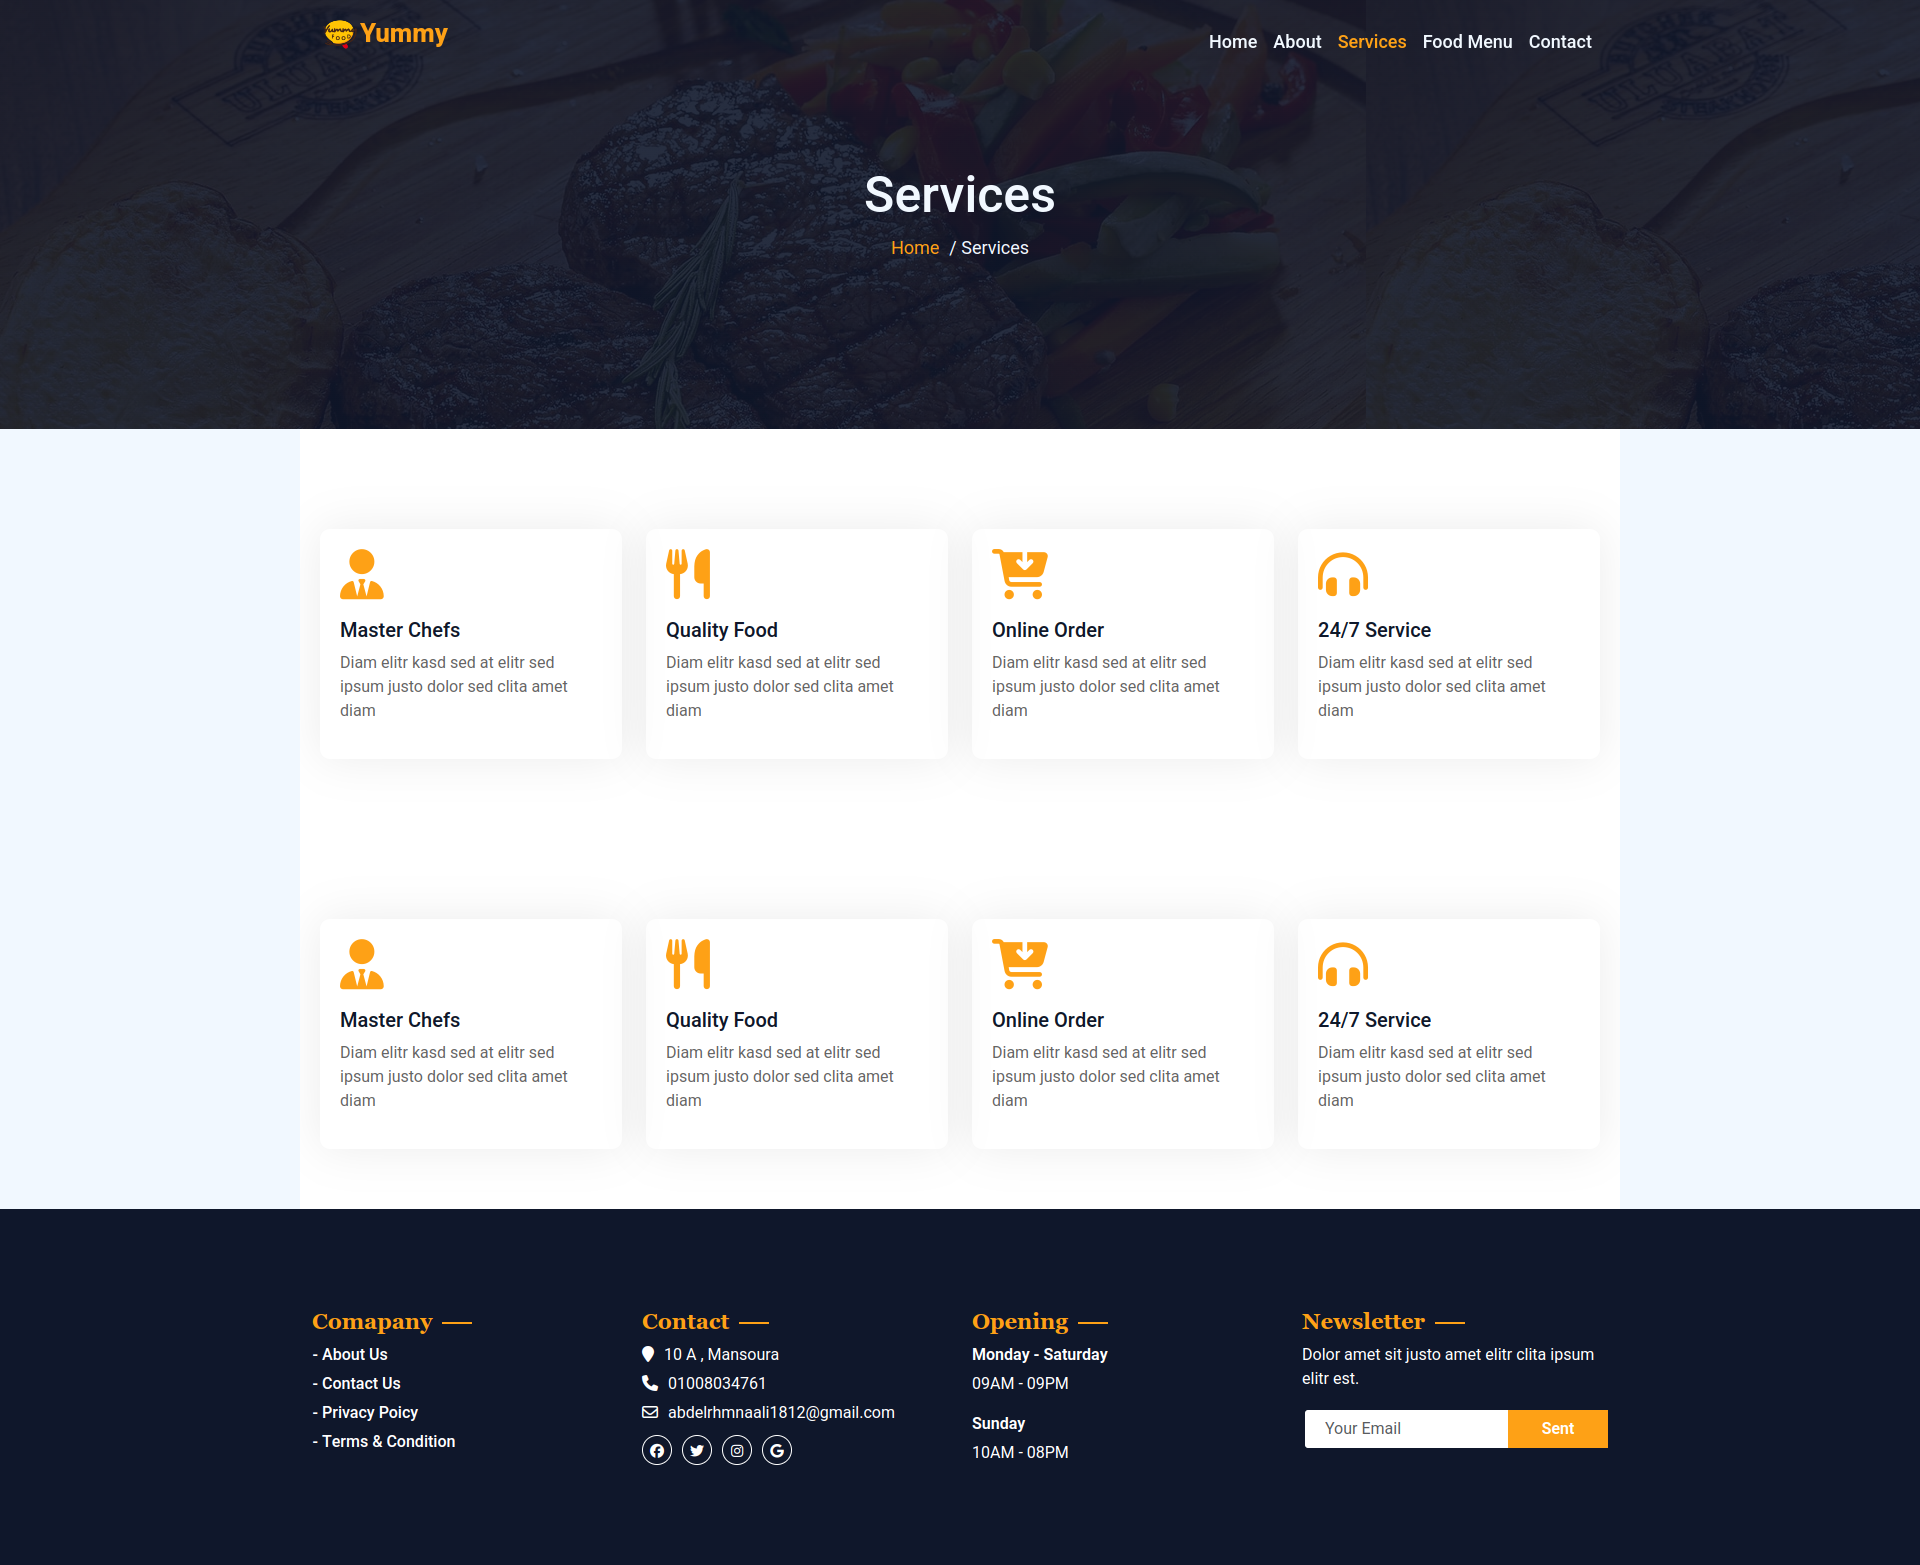 Yummy
Home About Services Food Menu Contact
Services
Home / Services
Master Chefs
Diam elitr kasd sed at elitr sed
ipsum justo dolor sed clita amet
diam
Quality Food
Diam elitr kasd sed at elitr sed
ipsum justo dolor sed clita amet
diam
Online Order
Diam elitr kasd sed at elitr sed
ipsum justo dolor sed clita amet
diam
24/7 Service
Diam elitr kasd sed at elitr sed
ipsum justo dolor sed clita amet
diam
Master Chefs
Diam elitr kasd sed at elitr sed
ipsum justo dolor sed clita amet
diam
Quality Food
Diam elitr kasd sed at elitr sed
ipsum justo dolor sed clita amet
diam
Online Order
Diam elitr kasd sed at elitr sed
ipsum justo dolor sed clita amet
diam
24/7 Service
Diam elitr kasd sed at elitr sed
ipsum justo dolor sed clita amet
diam
Comapany
- About Us
- Contact Us
- Privacy Poicy
- Terms & Condition
Contact
10 A , Mansoura
01008034761
abdelrhmnaali1812@gmail.com
Opening
Monday - Saturday
09AM - 09PM
Sunday
10AM - 08PM
Newsletter
Dolor amet sit justo amet elitr clita ipsum
elitr est.
Your Email
Sent